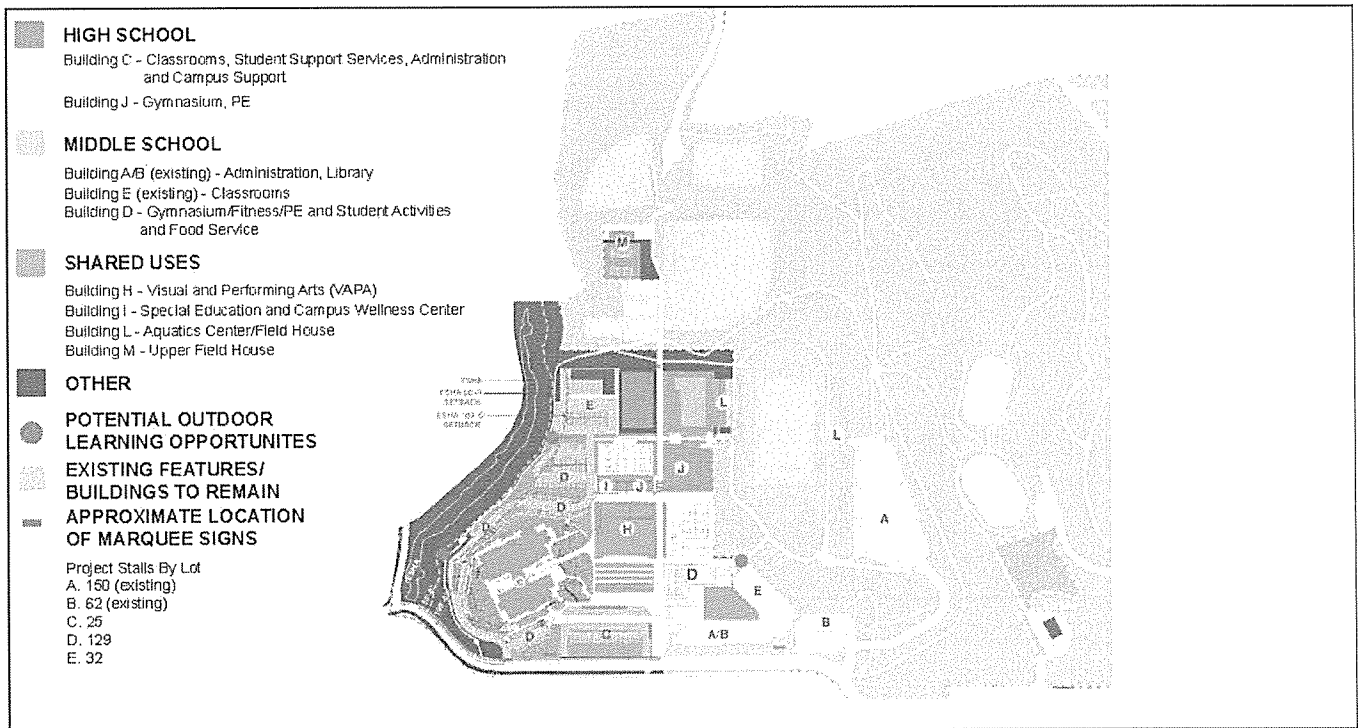 HIGH SCHOOL
Building C - Classrooms, Student Support Services, Administration
and Campus Support
Building J - Gymnasium, PE
MIDDLE SCHOOL
Building A/B (existing) - Administration, Library
Building E (existing) - Classrooms
Building D - Gymnasium/Fitness/PE and Student Activities
and Food Service
SHARED USES
Building H - Visual and Performing Arts (VAPA)
Building I - Special Education and Campus Wellness Center
Building L - Aquatics Center/Field House
Building M - Upper Field House
OTHER
POTENTIAL OUTDOOR
LEARNING OPPORTUNITES
EXISTING FEATURES/
BUILDINGS TO REMAIN
APPROXIMATE LOCATION
OF MARQUEE SIGNS
Project Stalls By Lot
A. 150 (existing)
B. 62 (existing)
C. 25
D. 129
E. 32
M
ESHA
SETBACK
SETBACK
E
L
L
J
D
I
J
D
D
H
A
C
D
E
D
C
A/B
B